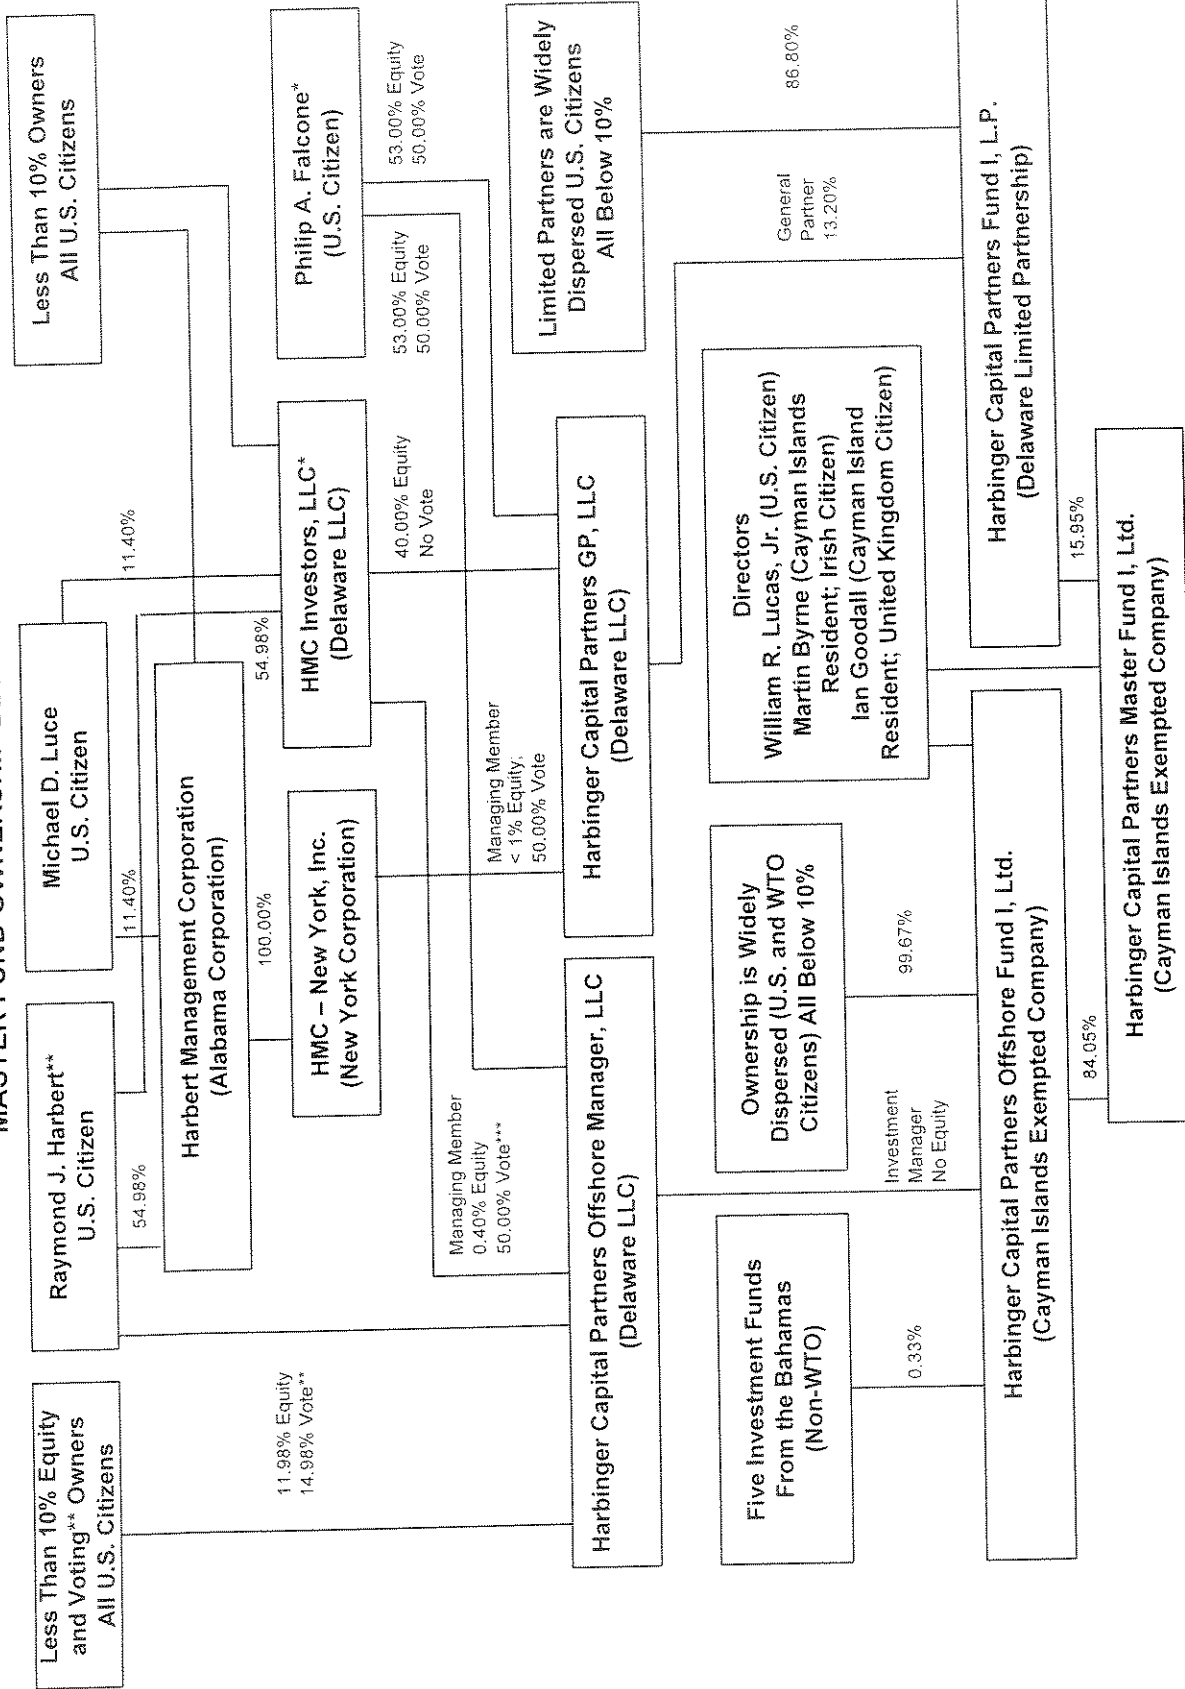 Less Than 10% Equity
and Voting** Owners
All U.S. Citizens
Raymond J. Harbert**
U.S. Citizen
Michael D. Luce
U.S. Citizen
Less Than 10% Owners
All U.S. Citizens
54.98%
11.40%
11.40%
54.98%
Harbert Management Corporation
(Alabama Corporation)
100.00%
HMC – New York, Inc.
(New York Corporation)
HMC Investors, LLC*
(Delaware LLC)
Philip A. Falcone*
(U.S. Citizen)
11.98% Equity
14.98% Vote**
Managing Member
0.40% Equity
50.00% Vote***
Managing Member
< 1% Equity;
50.00% Vote
40.00% Equity
No Vote
53.00% Equity
50.00% Vote
53.00% Equity
50.00% Vote
Harbinger Capital Partners Offshore Manager, LLC
(Delaware LLC)
Harbinger Capital Partners GP, LLC
(Delaware LLC)
Limited Partners are Widely
Dispersed U.S. Citizens
All Below 10%
Five Investment Funds
From the Bahamas
(Non-WTO)
Ownership is Widely
Dispersed (U.S. and WTO
Citizens) All Below 10%
Directors
William R. Lucas, Jr. (U.S. Citizen)
Martin Byrne (Cayman Islands
Resident; Irish Citizen)
Ian Goodall (Cayman Island
Resident; United Kingdom Citizen)
0.33%
Investment
Manager
No Equity
99.67%
General
Partner
13.20%
86.80%
Harbinger Capital Partners Offshore Fund I, Ltd.
(Cayman Islands Exempted Company)
Harbinger Capital Partners Fund I, L.P.
(Delaware Limited Partnership)
84.05%
15.95%
Harbinger Capital Partners Master Fund I, Ltd.
(Cayman Islands Exempted Company)